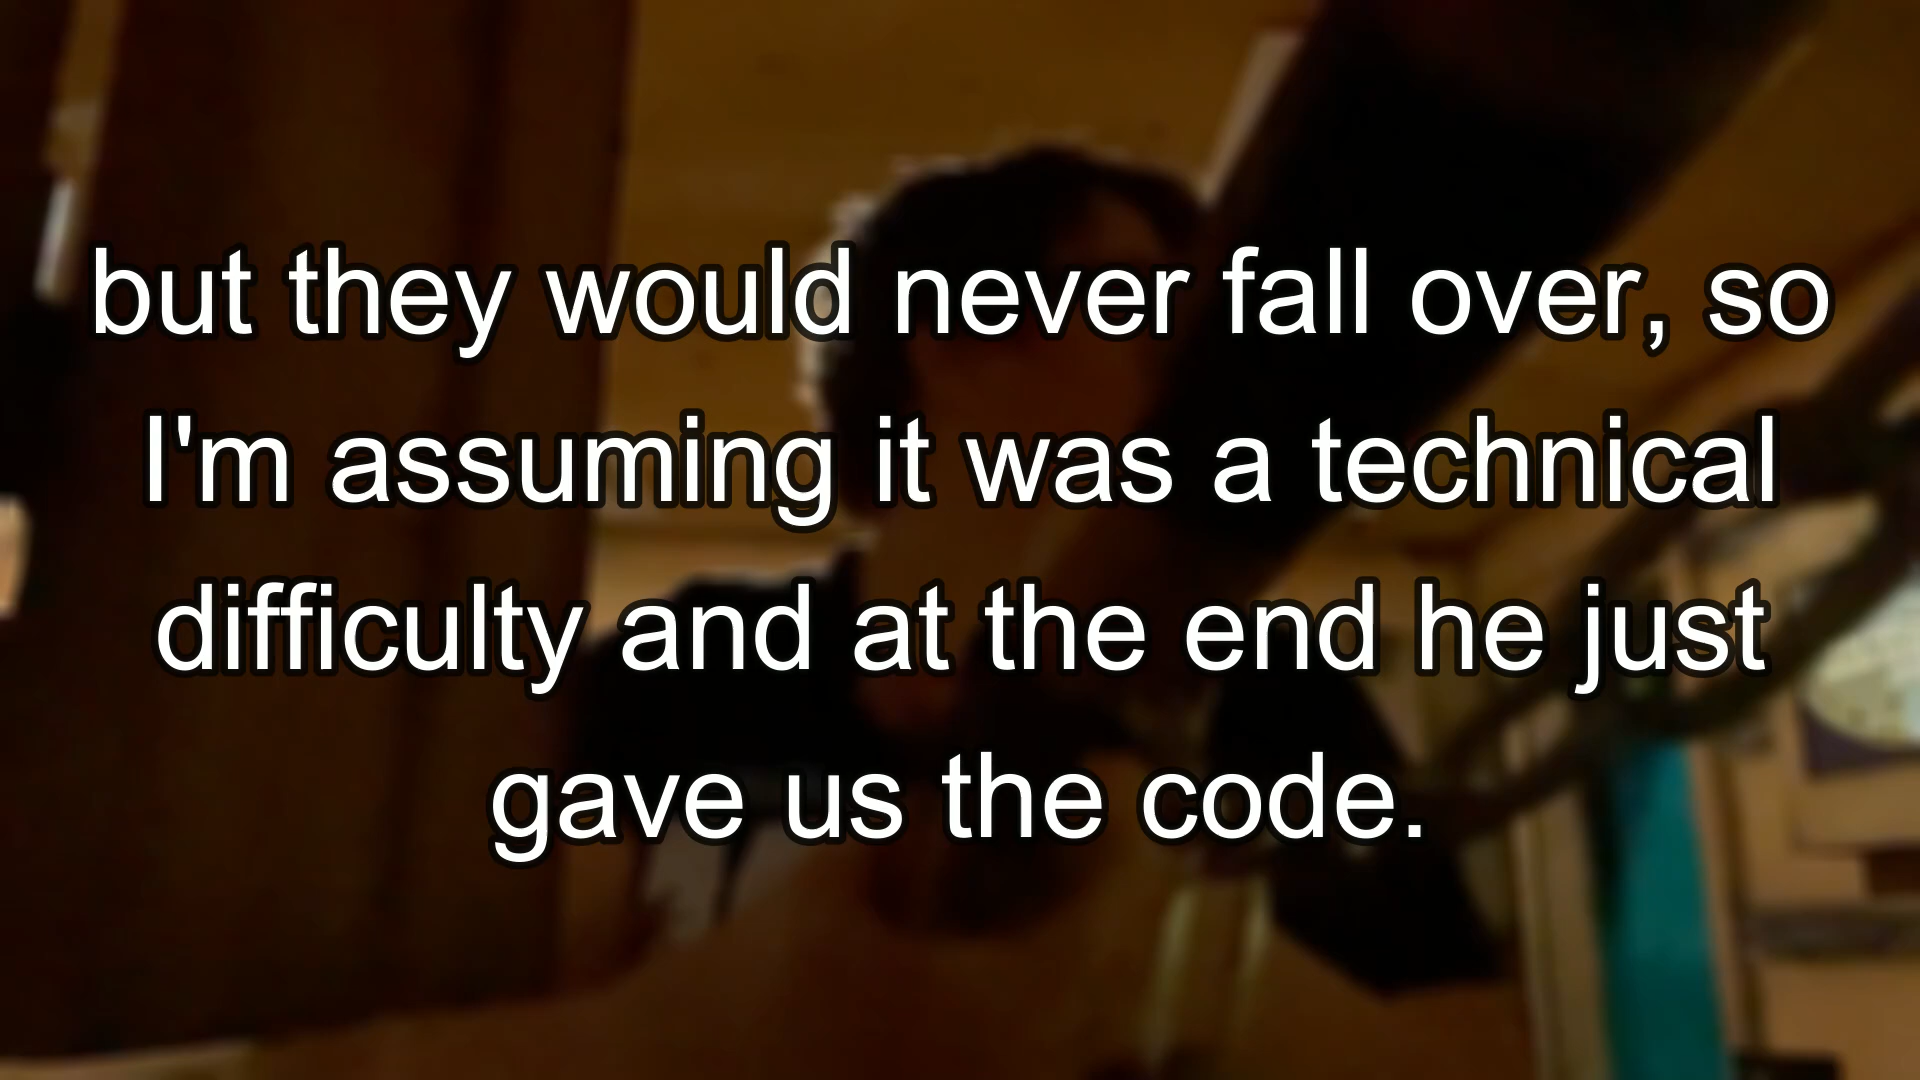 but they would never fall over, so
I'm assuming it was a technical
difficulty and at the end he just
gave us the code.